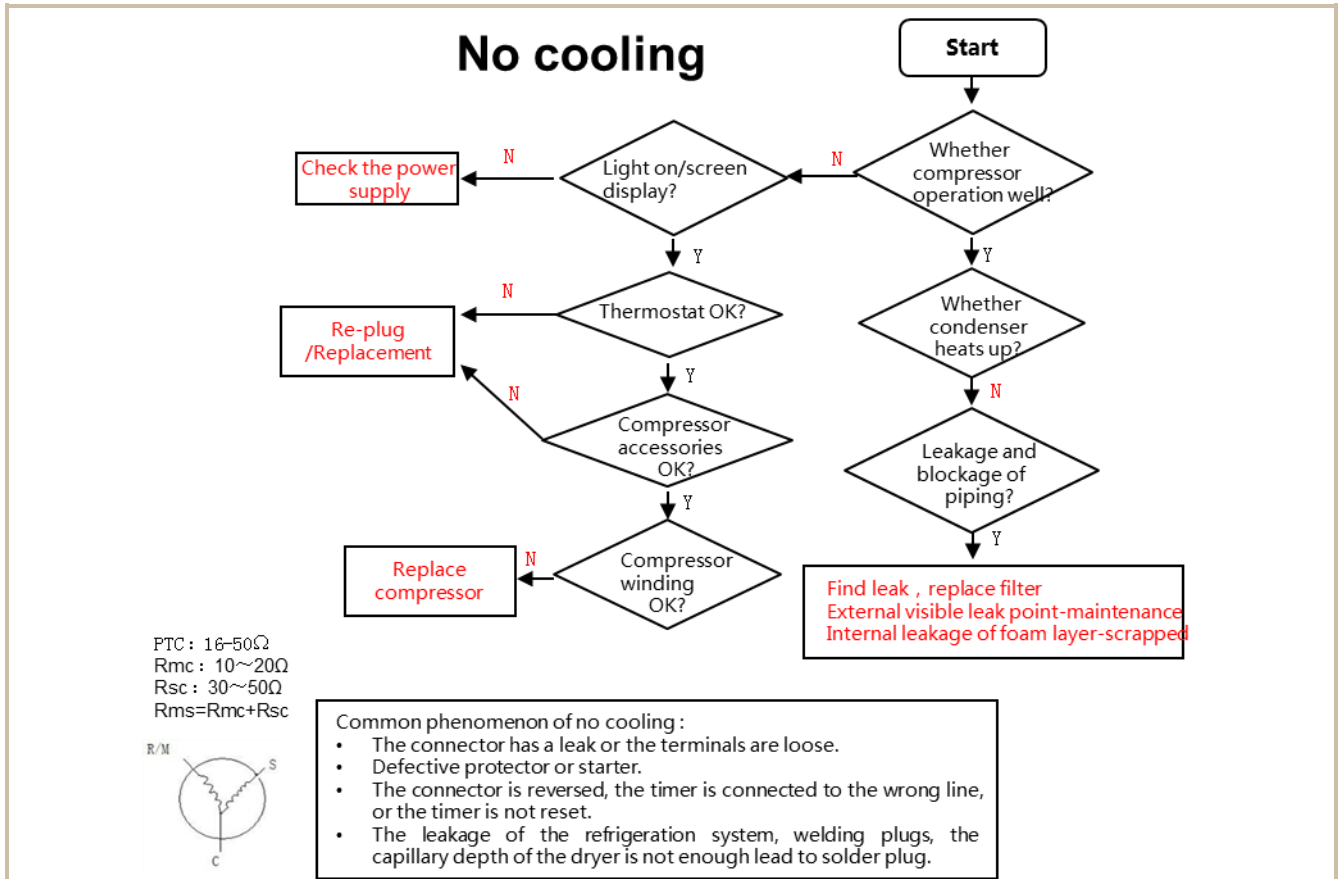 No cooling
Start
Whether
compressor
operation well?
N
Light on/screen
display?
N
Check the power
supply
Y
Y
Thermostat OK?
N
Re-plug
/Replacement
Whether
condenser
heats up?
Y
N
N
Compressor
accessories
OK?
Leakage and
blockage of
piping?
Y
Y
Compressor
winding
OK?
N
Replace
compressor
Find leak , replace filter
External visible leak point-maintenance
Internal leakage of foam layer-scrapped
PTC: 16-50Ω
Rmc: 10～20Ω
Rsc: 30～50Ω
Rms=Rmc+Rsc
R/M
S
C
Common phenomenon of no cooling :
• The connector has a leak or the terminals are loose.
• Defective protector or starter.
• The connector is reversed, the timer is connected to the wrong line,
or the timer is not reset.
• The leakage of the refrigeration system, welding plugs, the
capillary depth of the dryer is not enough lead to solder plug.